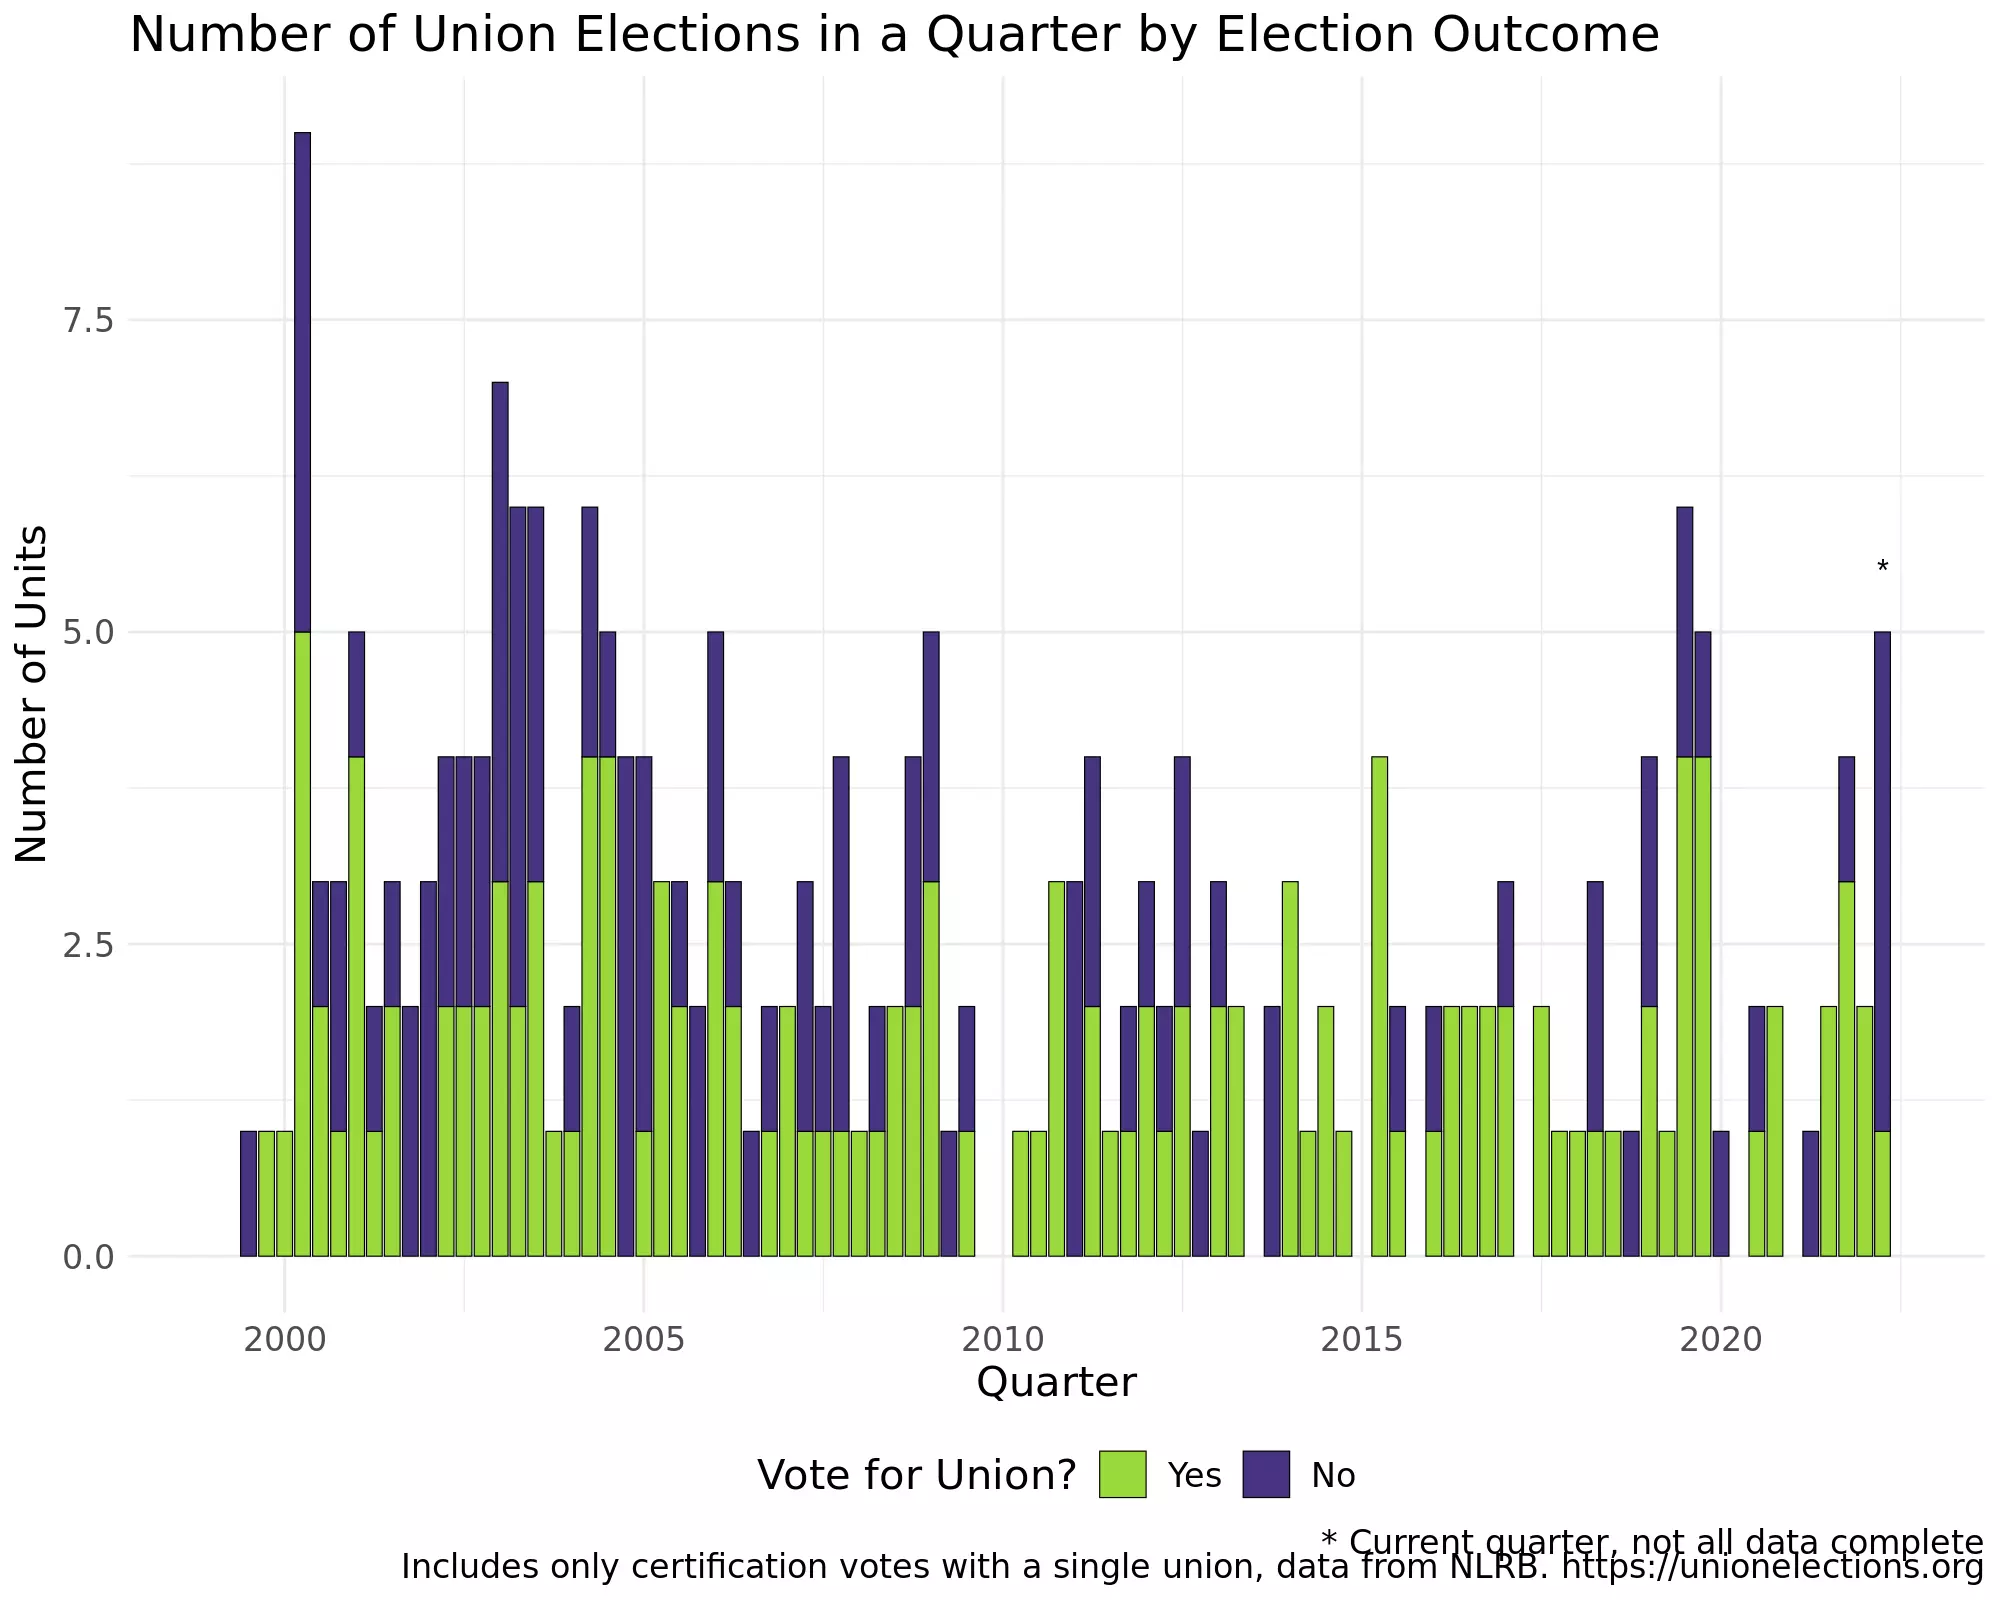 Number of Union Elections in a Quarter by Election Outcome
Number of Units
7.5
5.0
2.5
0.0
*
2000 2005 2010 2015 2020
Quarter
Vote for Union? Yes No
* Current quarter, not all data complete
Includes only certification votes with a single union, data from NLRB. https://unionelections.org